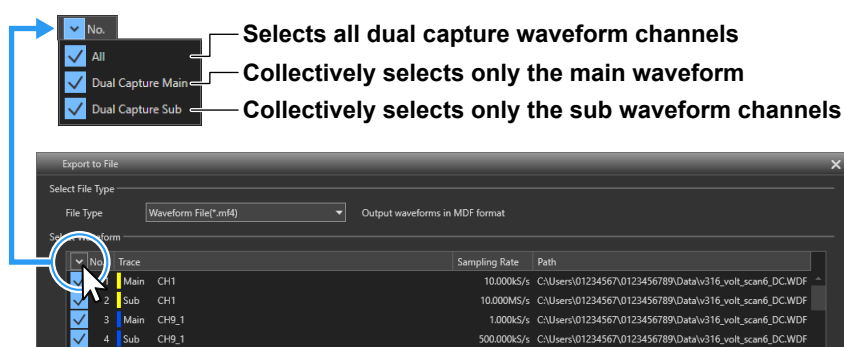 No.
All
Dual Capture Main
Dual Capture Sub
Selects all dual capture waveform channels
Collectively selects only the main waveform
Collectively selects only the sub waveform channels
Export to File
Select File Type
File Type Waveform File(*.mf4) Output waveforms in MDF format
Select Waveform
No. Trace Sampling Rate Path
1 Main CH1 10.000kS/s C:\Users\01234567\0123456789\Data\v316_volt_scan6_DC.WDF
2 Sub CH1 10.000MS/s C:\Users\01234567\0123456789\Data\v316_volt_scan6_DC.WDF
3 Main CH9_1 1.000kS/s C:\Users\01234567\0123456789\Data\v316_volt_scan6_DC.WDF
4 Sub CH9_1 500.000kS/s C:\Users\01234567\0123456789\Data\v316_volt_scan6_DC.WDF